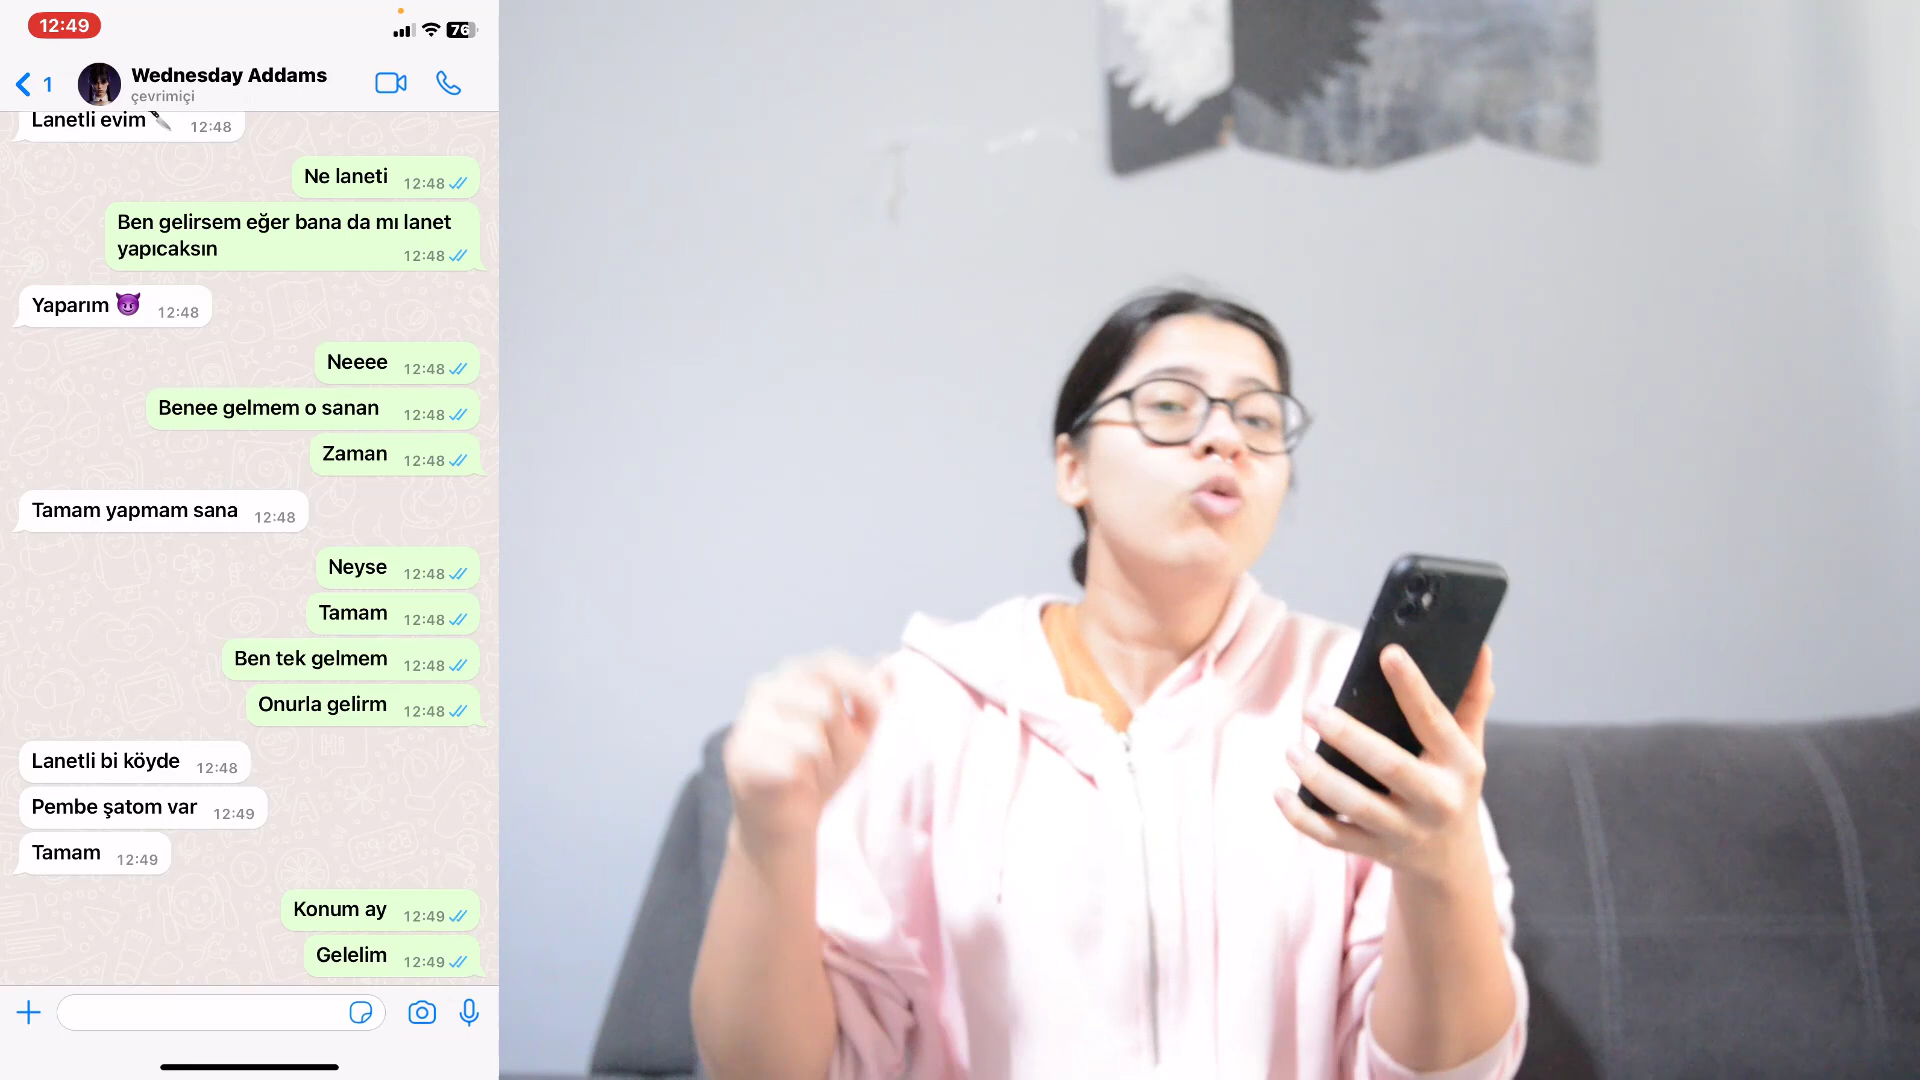 12:49
76
1
Wednesday Addams
çevrimiçi
Lanetli evim🔪 12:48
Ne laneti 12:48
Ben gelirsem eğer bana da mı lanet
yapıcaksın 12:48
Yaparım 😈 12:48
Neeee 12:48
Benee gelmem o sanan 12:48
Zaman 12:48
Tamam yapmam sana 12:48
Neyse 12:48
Tamam 12:48
Ben tek gelmem 12:48
Onurla gelirm 12:48
Lanetli bi köyde 12:48
Pembe şatom var 12:49
Tamam 12:49
Konum ay 12:49
Gelelim 12:49